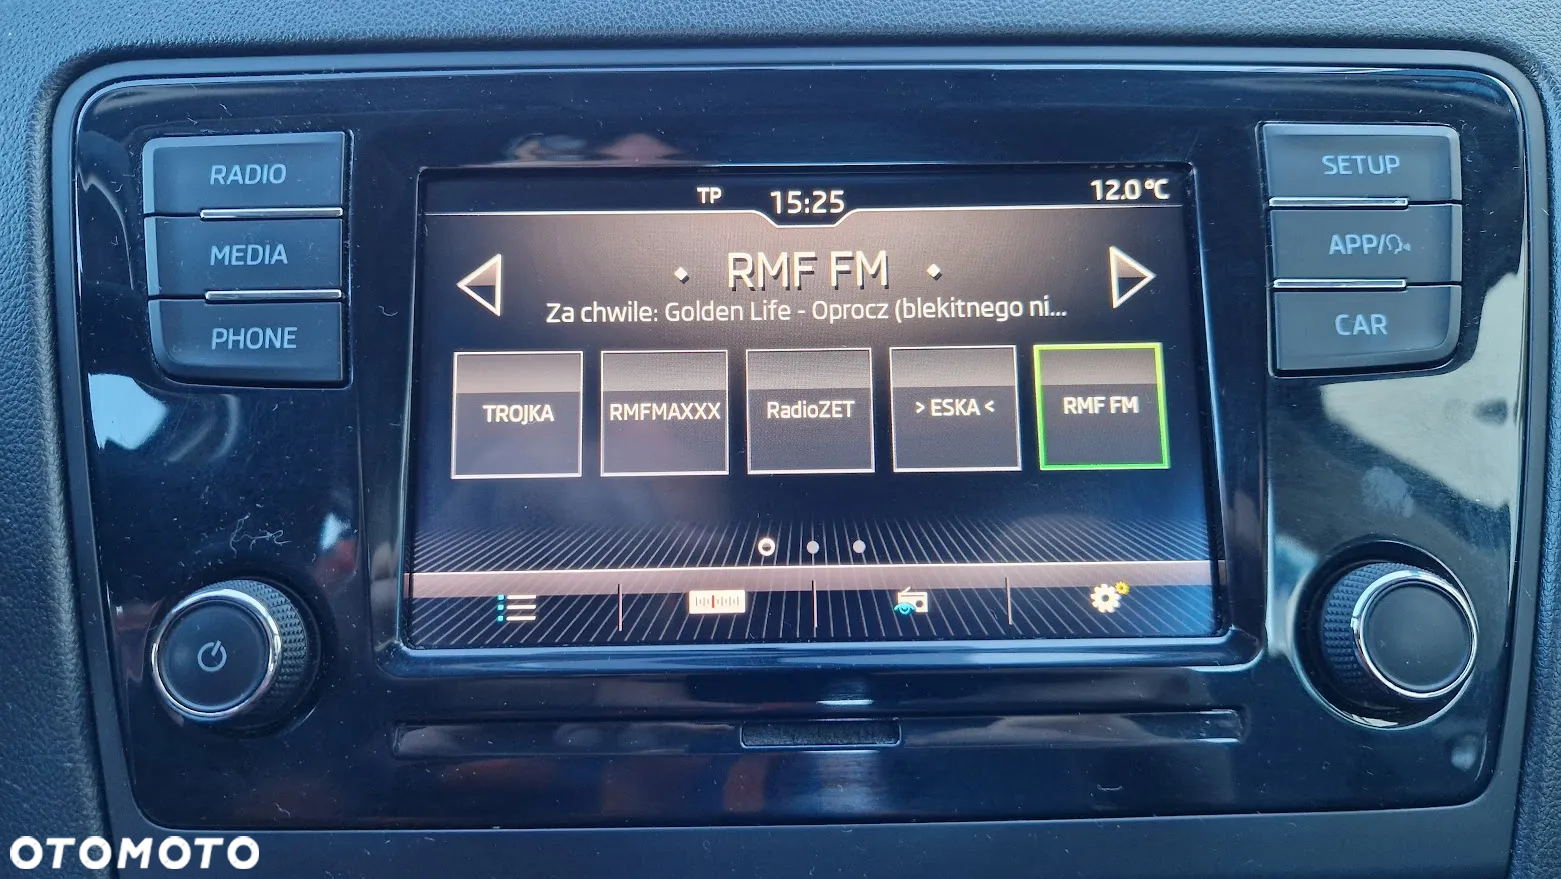 RADIO
MEDIA
PHONE
SETUP
APP/
CAR
TP 15:25 12.0°C
RMF FM
Za chwile: Golden Life - Oprocz (blekitnego ni...
TROJKA
RMFMAXXX
RadioZET
> ESKA <
RMF FM
OTOMOTO